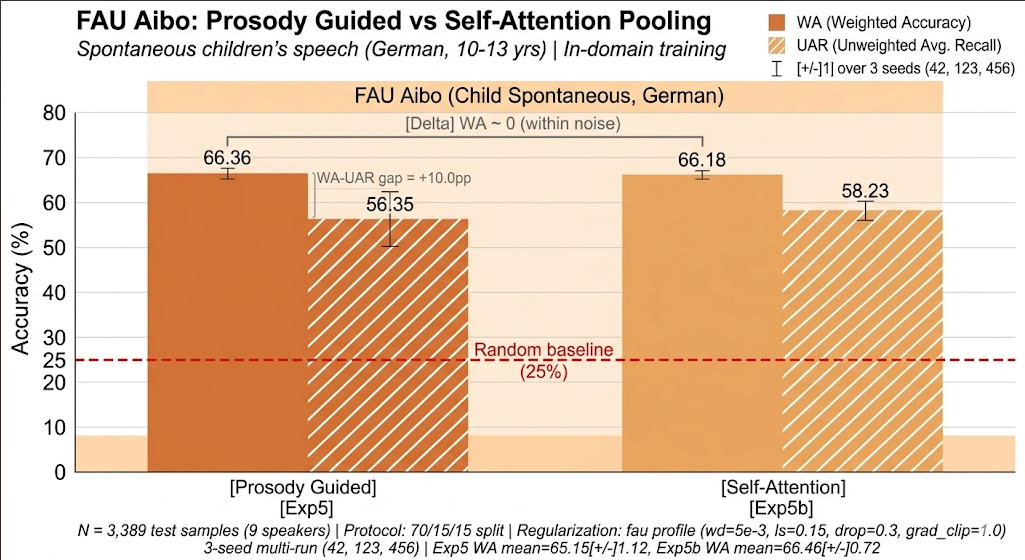 FAU Aibo: Prosody Guided vs Self-Attention Pooling
Spontaneous children's speech (German, 10-13 yrs) | In-domain training
WA (Weighted Accuracy)
UAR (Unweighted Avg. Recall)
[+/-]1| over 3 seeds (42, 123, 456)
FAU Aibo (Child Spontaneous, German)
[Delta] WA ~ 0 (within noise)
Accuracy (%)
80
70
60
50
40
30
25
20
10
0
66.36
WA-UAR gap = +10.0pp
56.35
66.18
58.23
Random baseline
(25%)
[Prosody Guided]
[Exp5]
[Self-Attention]
[Exp5b]
N = 3,389 test samples (9 speakers) | Protocol: 70/15/15 split | Regularization: fau profile (wd=5e-3, ls=0.15, drop=0.3, grad_clip=1.0)
3-seed multi-run (42, 123, 456) | Exp5 WA mean=65.15[+/-]1.12, Exp5b WA mean=66.46[+/-]0.72